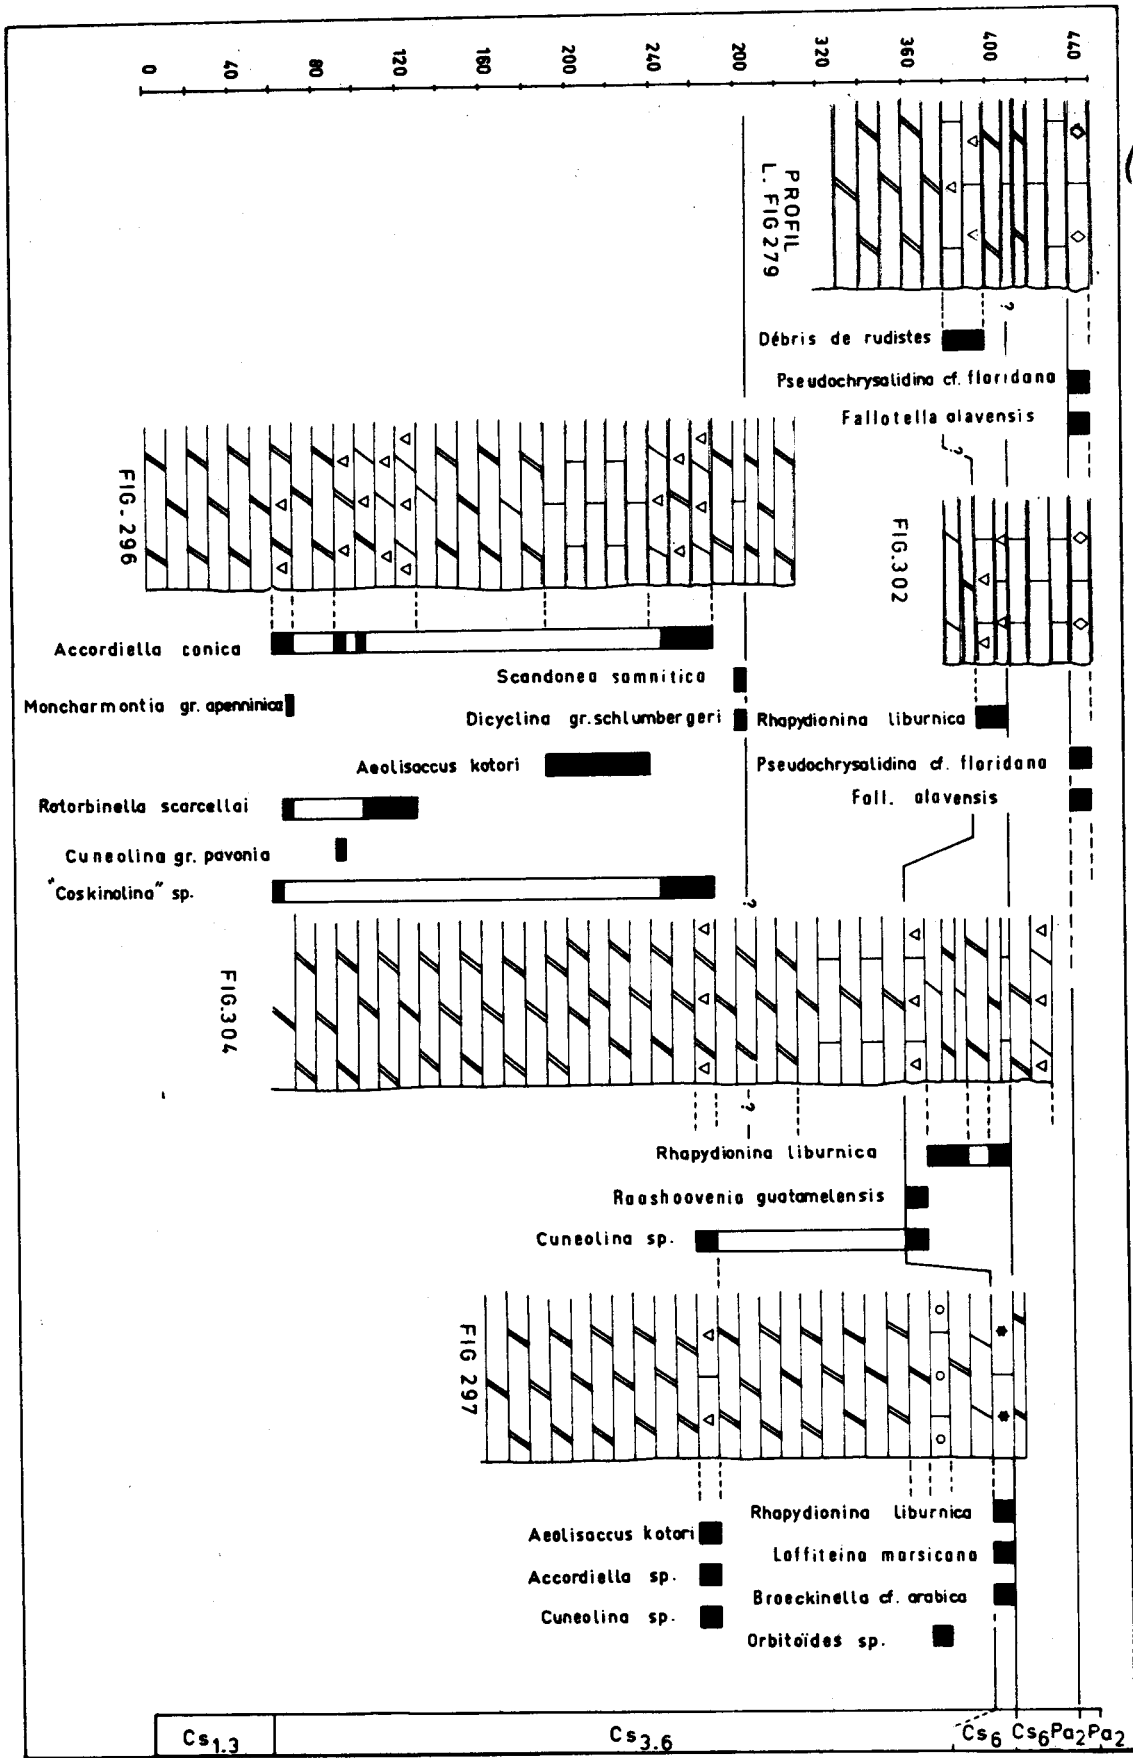 0 40 80 120 160 200 240 280 320 360 400 440
PROFIL
L. FIG 279
?
Débris de rudistes
Pseudochrysalidina cf. floridana
Fallotella alavensis
?
FIG. 296
FIG.302
Accordiella conica
Scandonea samnitica
Moncharmontia gr. apenninica
Dicyclina gr. schlumbergeri
Rhapydionina liburnica
Aeolisaccus kotori
Pseudochrysalidina cf. floridana
Rotorbinella scarcellai
Fall. alavensis
Cuneolina gr. pavonia
"Coskinolina" sp.
?
FIG.304
?
Rhapydionina liburnica
Raashoovenia guatamelensis
Cuneolina sp.
FIG 297
Rhapydionina liburnica
Aeolisaccus kotori
Laffiteina marsicana
Accordiella sp.
Broeckinella cf. arabica
Cuneolina sp.
Orbitoïdes sp.
Cs1.3 Cs3.6 Cs6 Cs6Pa2 Pa2